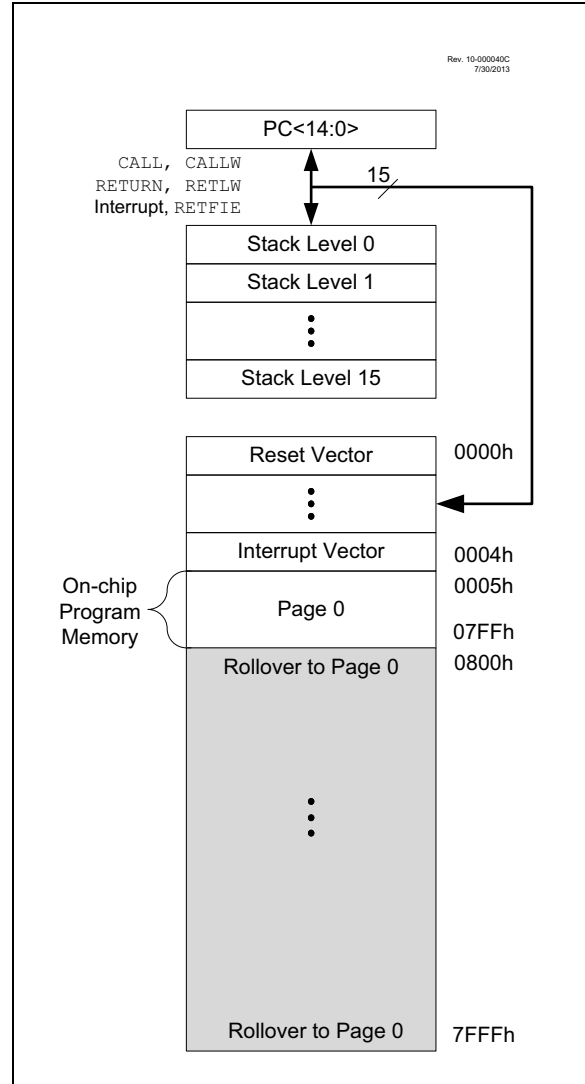 Rev. 10-000040C
7/30/2013
PC<14:0>
CALL, CALLW
RETURN, RETLW
Interrupt, RETFIE
15
Stack Level 0
Stack Level 1
Stack Level 15
Reset Vector
0000h
Interrupt Vector
0004h
On-chip
Program
Memory
Page 0
0005h
07FFh
Rollover to Page 0
0800h
Rollover to Page 0
7FFFh